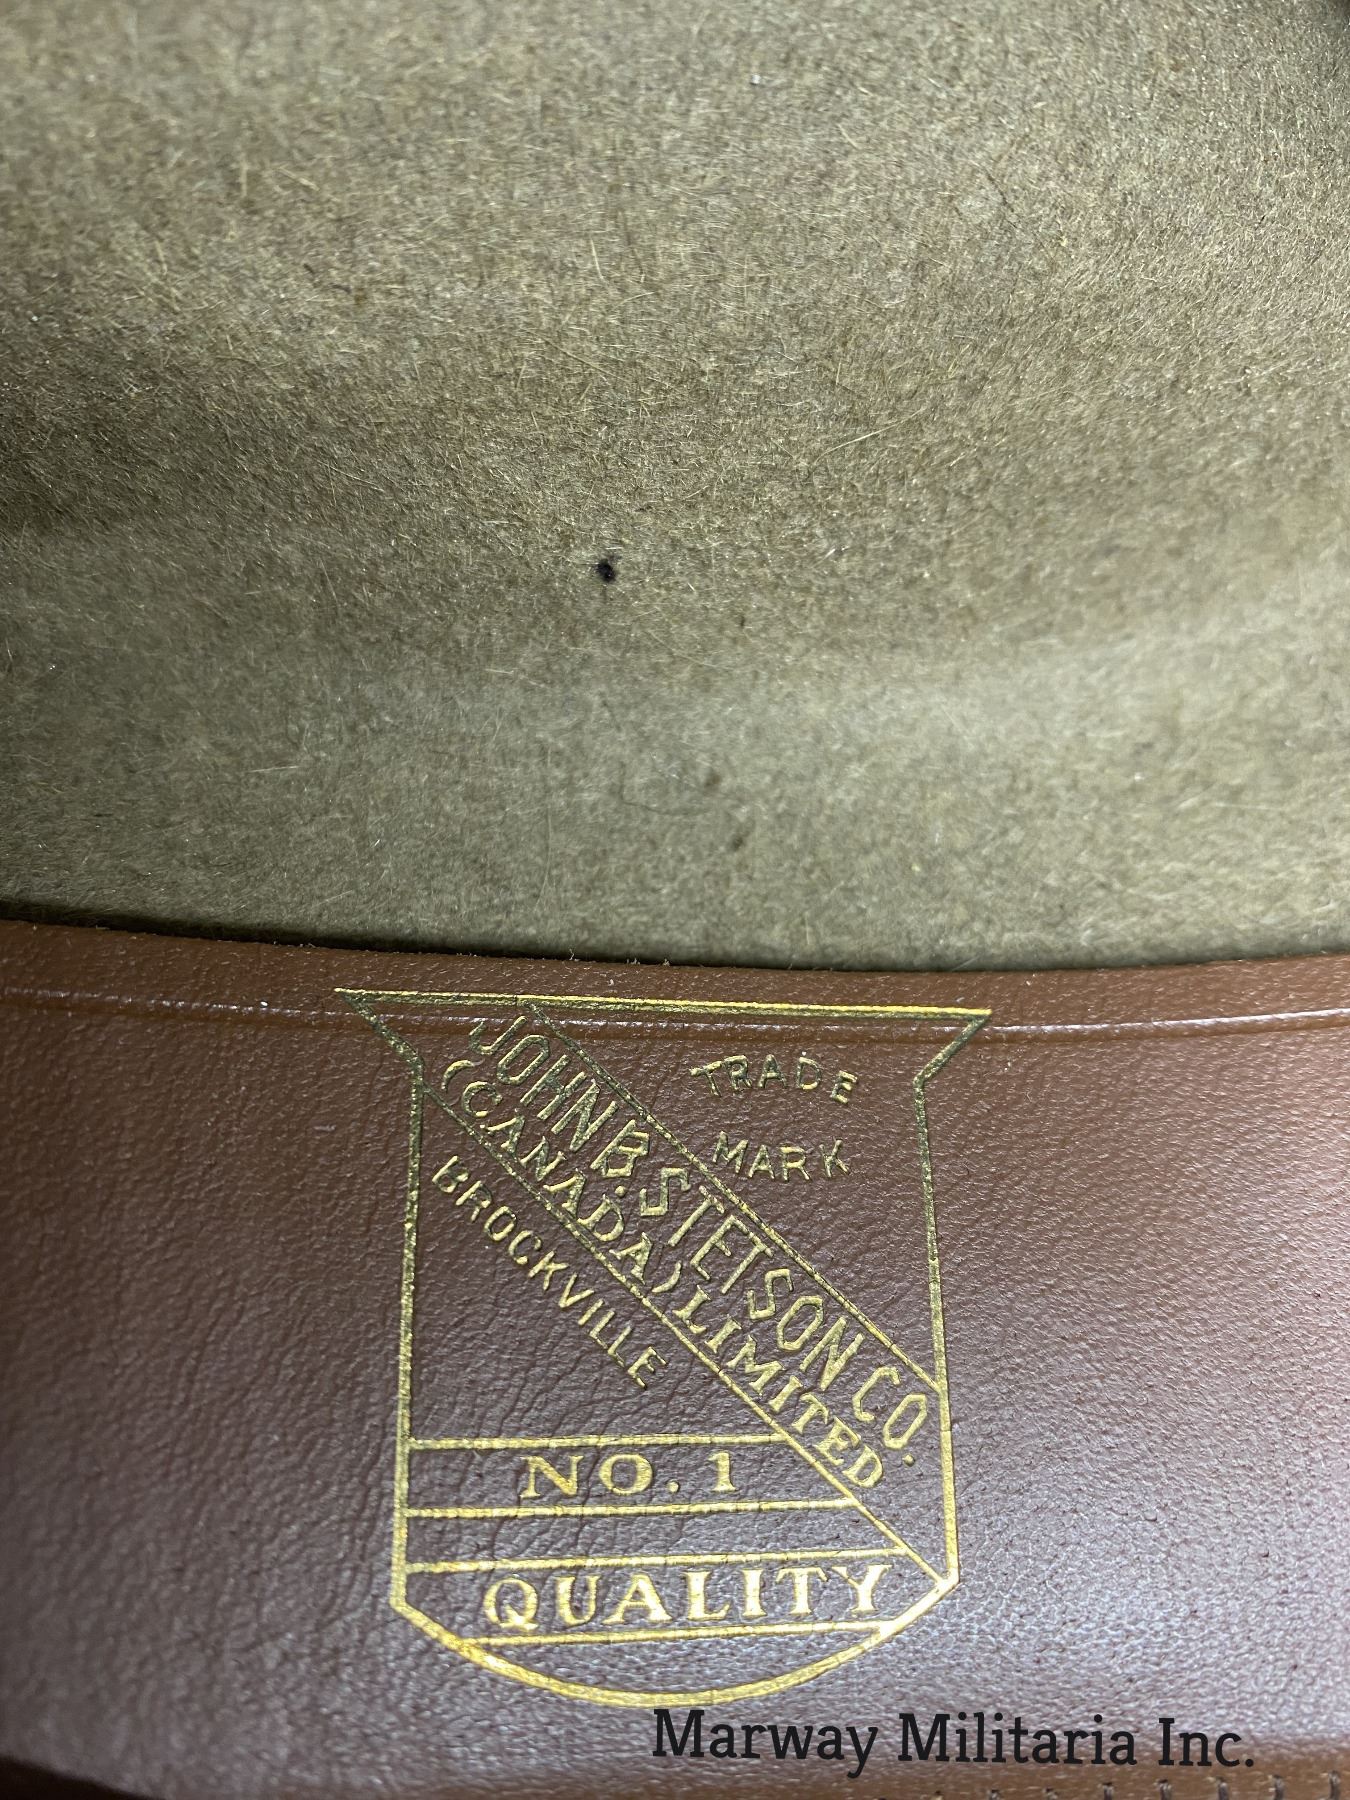 TRADE
MARK
JOHN B. STETSON CO.
(CANADA) LIMITED
BROCKVILLE
NO. 1
QUALITY
Marway Militaria Inc.